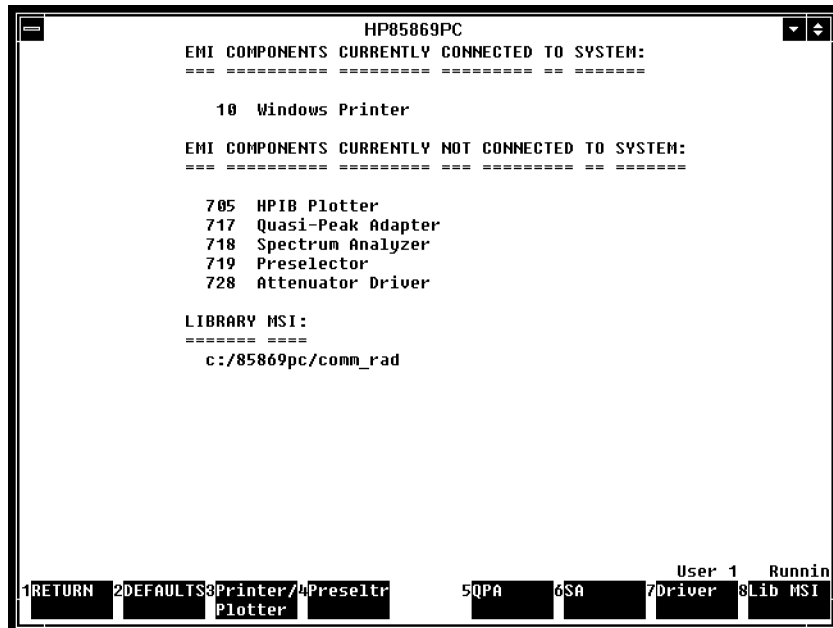 HP85869PC
EMI COMPONENTS CURRENTLY CONNECTED TO SYSTEM:
=== ========== ========= ========= == =======
10 Windows Printer
EMI COMPONENTS CURRENTLY NOT CONNECTED TO SYSTEM:
=== ========== ========= === ========= == =======
705 HPIB Plotter
717 Quasi-Peak Adapter
718 Spectrum Analyzer
719 Preselector
728 Attenuator Driver
LIBRARY MSI:
======= ====
c:/85869pc/comm_rad
User 1 Runnin
1RETURN 2DEFAULTS3Printer/4Preseltr 5QPA 6SA 7Driver 8Lib MSI
Plotter